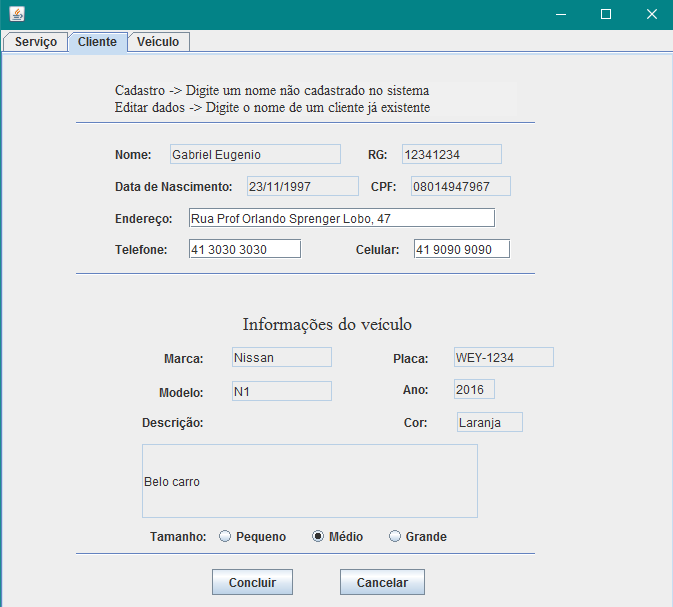 Serviço Cliente Veículo
Cadastro -> Digite um nome não cadastrado no sistema
Editar dados -> Digite o nome de um cliente já existente
Nome: Gabriel Eugenio RG: 12341234
Data de Nascimento: 23/11/1997 CPF: 08014947967
Endereço: Rua Prof Orlando Sprenger Lobo, 47
Telefone: 41 3030 3030 Celular: 41 9090 9090
Informações do veículo
Marca: Nissan Placa: WEY-1234
Modelo: N1 Ano: 2016
Descrição: Cor: Laranja
Belo carro
Tamanho: Pequeno Médio Grande
Concluir Cancelar